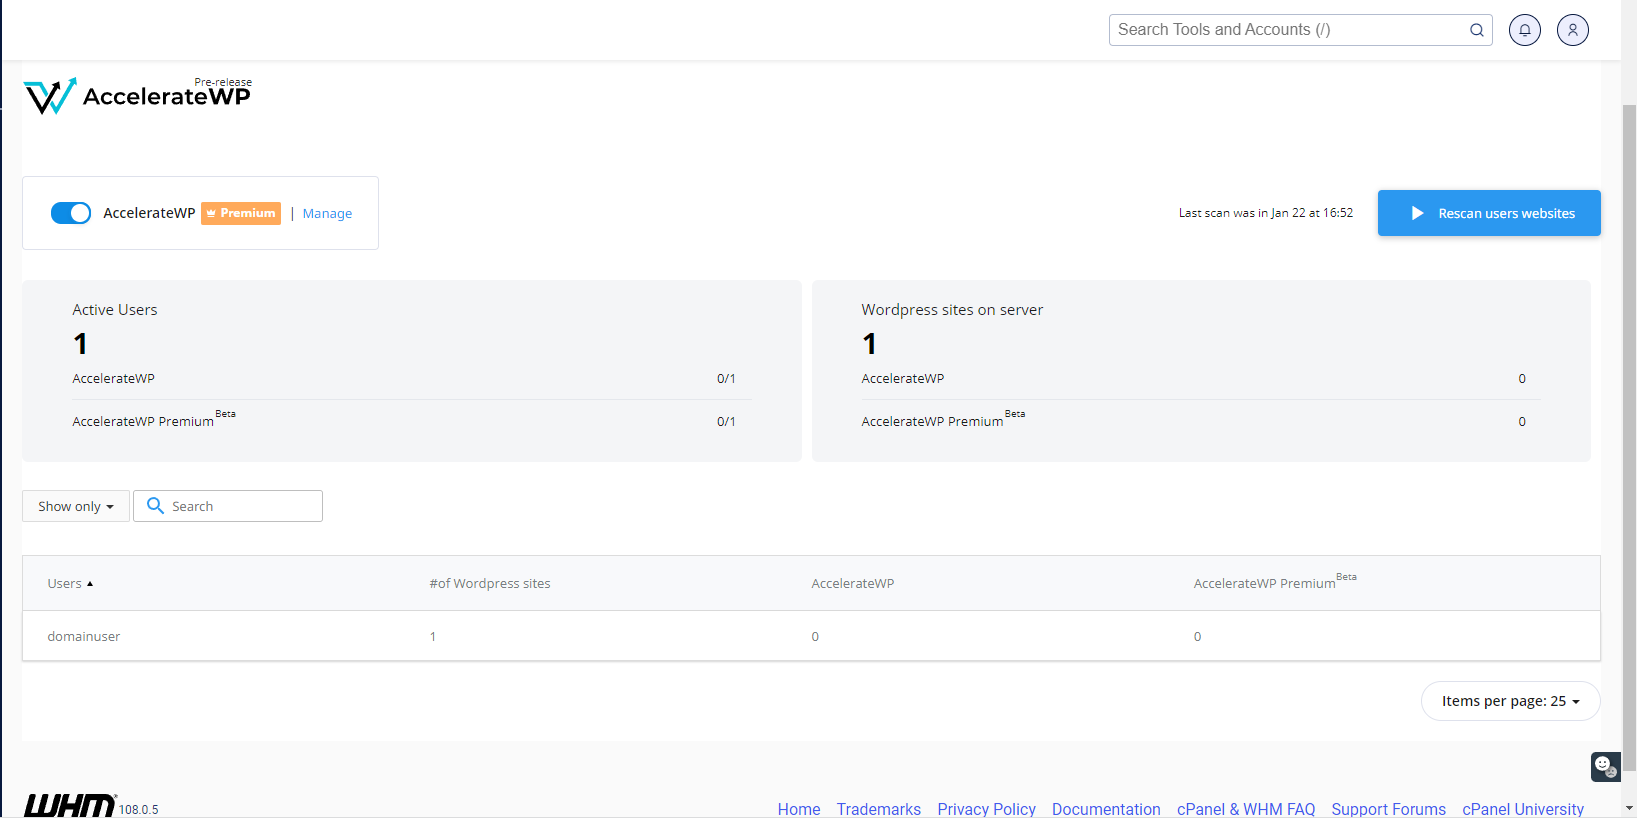 Search Tools and Accounts (/)
Pre-release
AccelerateWP
AccelerateWP Premium | Manage
Last scan was in Jan 22 at 16:52
Rescan users websites
Active Users
1
AccelerateWP 0/1
AccelerateWP Premium Beta 0/1
Wordpress sites on server
1
AccelerateWP 0
AccelerateWP Premium Beta 0
Show only
Search
Users #of Wordpress sites AccelerateWP AccelerateWP Premium Beta
domainuser 1 0 0
Items per page: 25
WHM® 108.0.5
Home Trademarks Privacy Policy Documentation cPanel & WHM FAQ Support Forums cPanel University